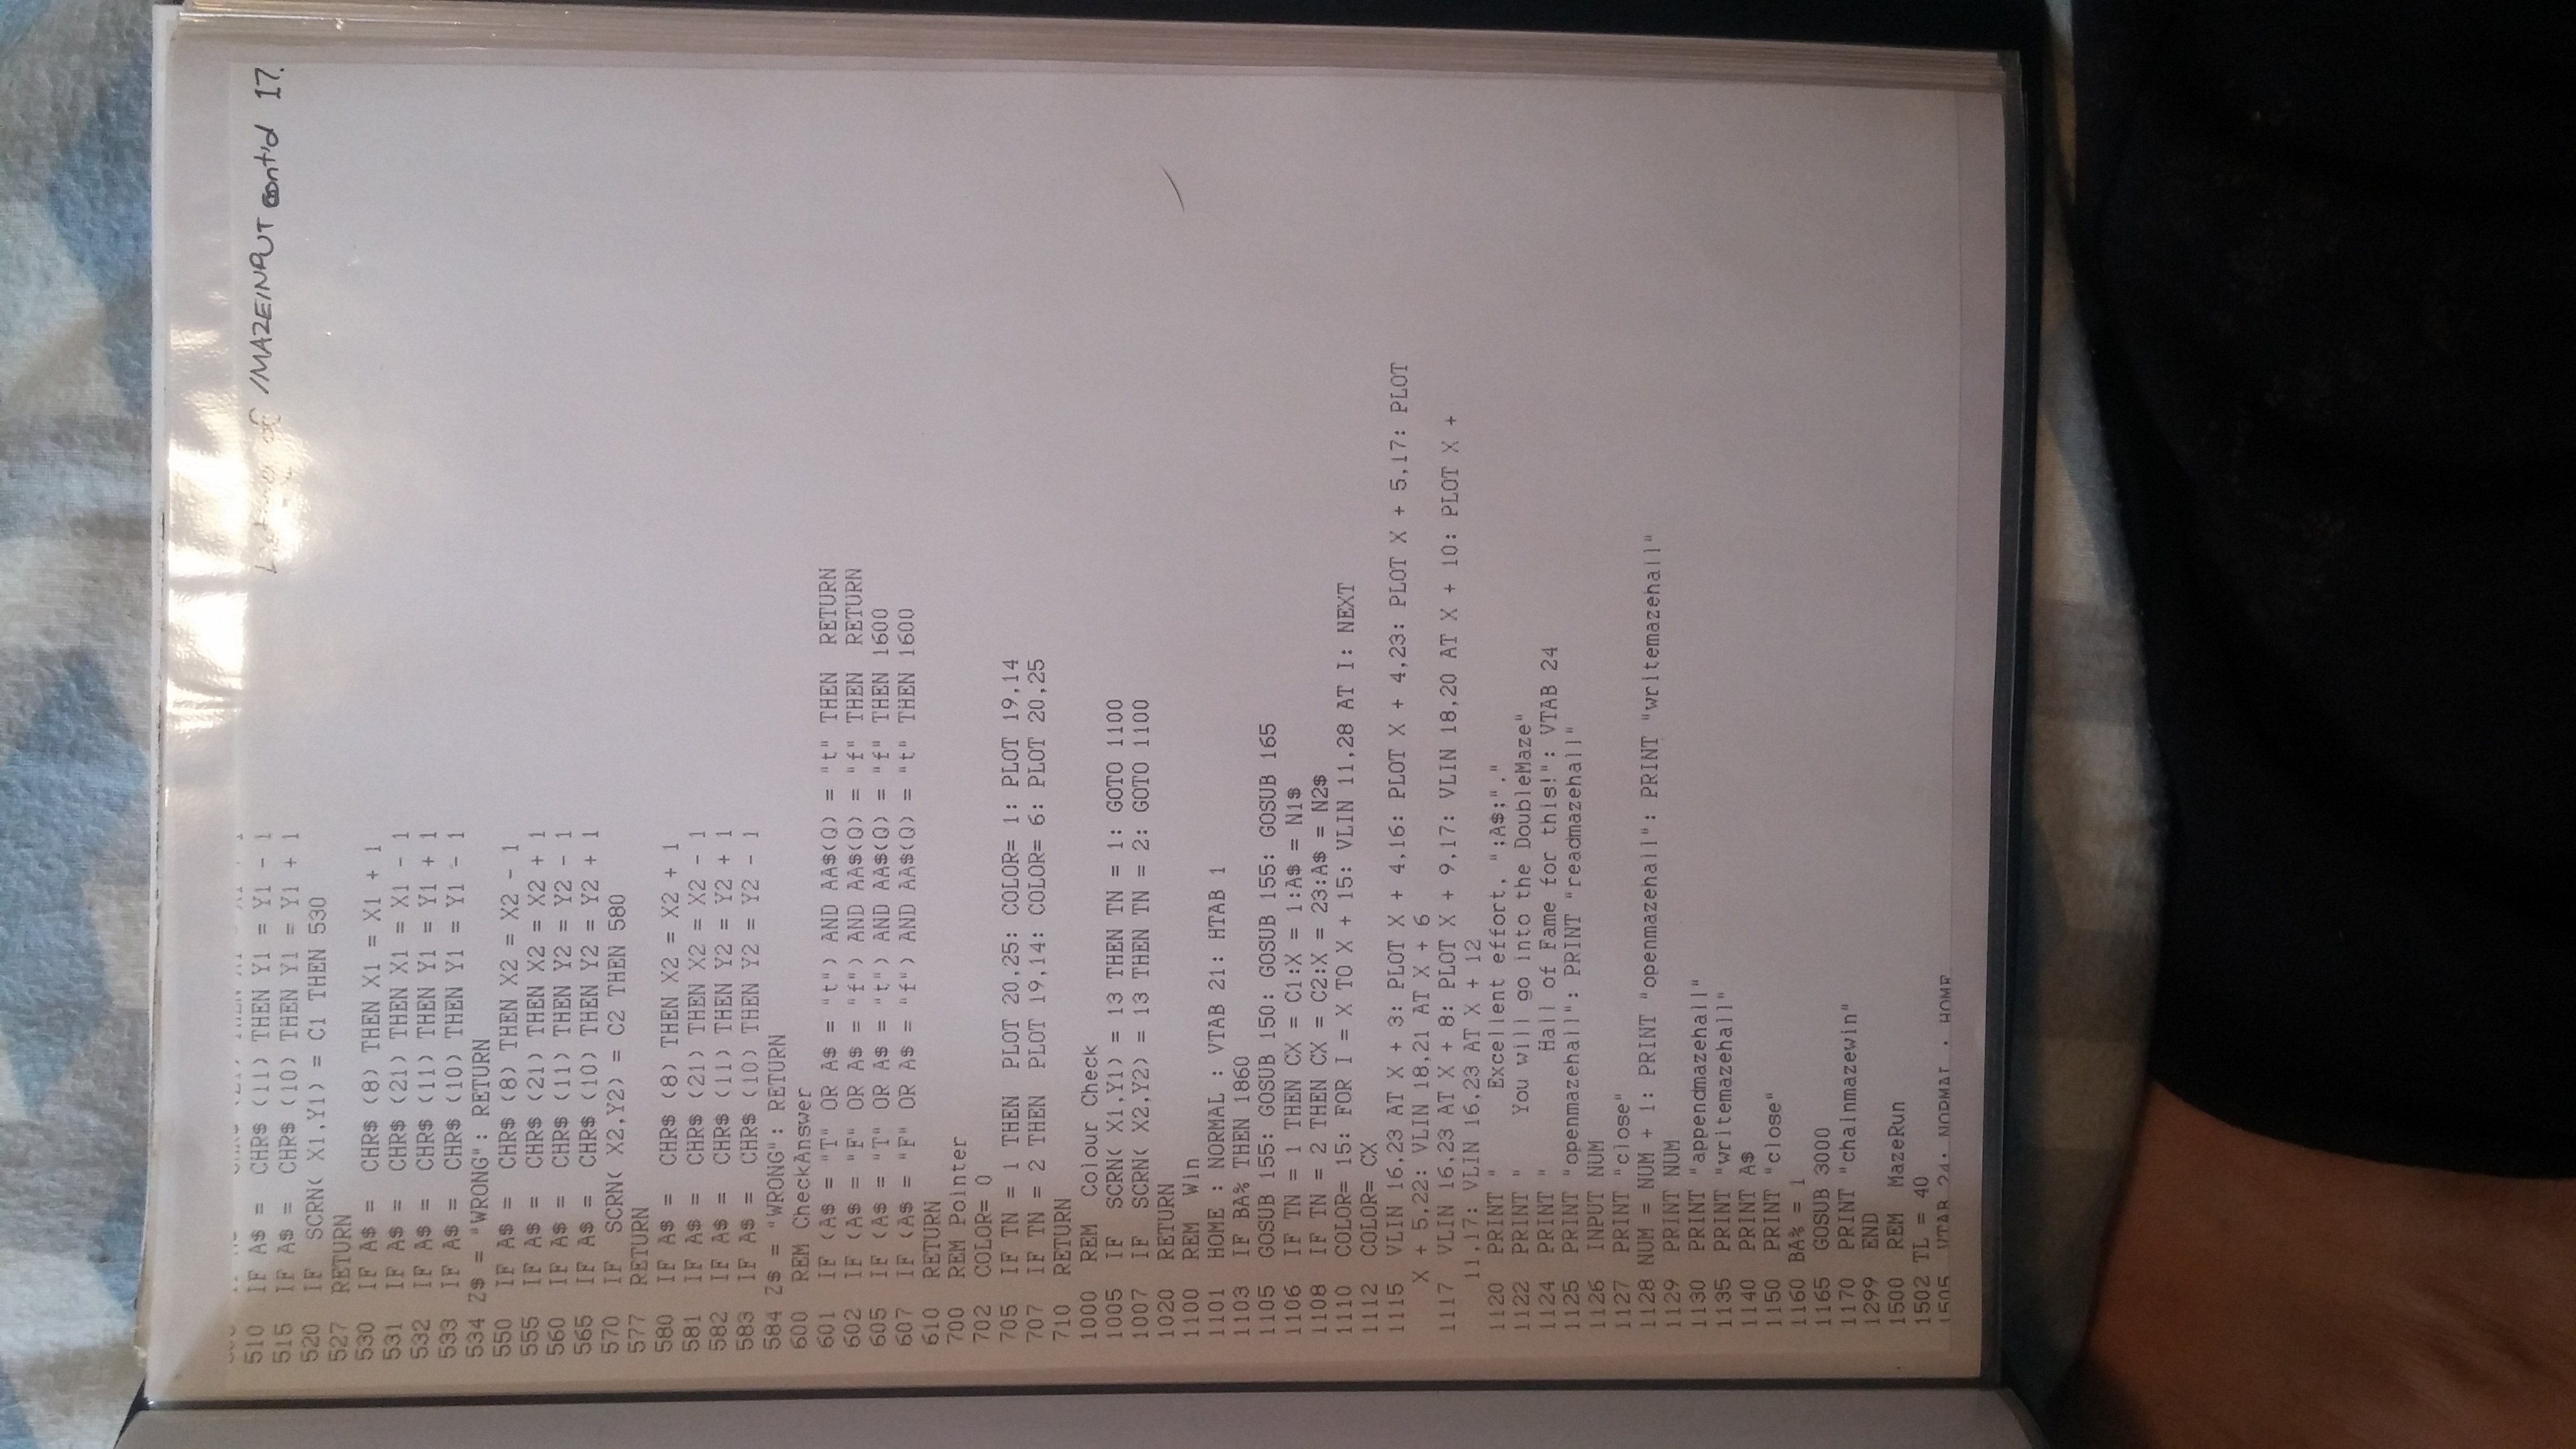 Listing of /MAZEINPUT cont'd 17.
510 IF A$ = CHR$ (11) THEN Y1 = Y1 - 1
515 IF A$ = CHR$ (10) THEN Y1 = Y1 + 1
520 IF SCRN( X1,Y1) = C1 THEN 530
527 RETURN
530 IF A$ = CHR$ (8) THEN X1 = X1 + 1
531 IF A$ = CHR$ (21) THEN X1 = X1 - 1
532 IF A$ = CHR$ (11) THEN Y1 = Y1 + 1
533 IF A$ = CHR$ (10) THEN Y1 = Y1 - 1
534 Z$ = "WRONG": RETURN
550 IF A$ = CHR$ (8) THEN X2 = X2 - 1
555 IF A$ = CHR$ (21) THEN X2 = X2 + 1
560 IF A$ = CHR$ (11) THEN Y2 = Y2 - 1
565 IF A$ = CHR$ (10) THEN Y2 = Y2 + 1
570 IF SCRN( X2,Y2) = C2 THEN 580
577 RETURN
580 IF A$ = CHR$ (8) THEN X2 = X2 + 1
581 IF A$ = CHR$ (21) THEN X2 = X2 - 1
582 IF A$ = CHR$ (11) THEN Y2 = Y2 + 1
583 IF A$ = CHR$ (10) THEN Y2 = Y2 - 1
584 Z$ = "WRONG": RETURN
600 REM CheckAnswer
601 IF (A$ = "T" OR A$ = "t") AND AA$(Q) = "t" THEN RETURN
602 IF (A$ = "F" OR A$ = "f") AND AA$(Q) = "f" THEN RETURN
605 IF (A$ = "T" OR A$ = "t") AND AA$(Q) = "f" THEN 1600
607 IF (A$ = "F" OR A$ = "f") AND AA$(Q) = "t" THEN 1600
610 RETURN
700 REM Pointer
702 COLOR= 0
705 IF TN = 1 THEN PLOT 20,25: COLOR= 1: PLOT 19,14
707 IF TN = 2 THEN PLOT 19,14: COLOR= 6: PLOT 20,25
710 RETURN
1000 REM Colour Check
1005 IF SCRN( X1,Y1) = 13 THEN TN = 1: GOTO 1100
1007 IF SCRN( X2,Y2) = 13 THEN TN = 2: GOTO 1100
1020 RETURN
1100 REM Win
1101 HOME : NORMAL : VTAB 21: HTAB 1
1103 IF BA% THEN 1860
1105 GOSUB 155: GOSUB 150: GOSUB 155: GOSUB 165
1106 IF TN = 1 THEN CX = C1:X = 1:A$ = N1$
1108 IF TN = 2 THEN CX = C2:X = 23:A$ = N2$
1110 COLOR= 15: FOR I = X TO X + 15: VLIN 11,28 AT I: NEXT
1112 COLOR= CX
1115 VLIN 16,23 AT X + 3: PLOT X + 4,16: PLOT X + 4,23: PLOT X + 5,17: PLOT
X + 5,22: VLIN 18,21 AT X + 6
1117 VLIN 16,23 AT X + 8: PLOT X + 9,17: VLIN 18,20 AT X + 10: PLOT X +
11,17: VLIN 16,23 AT X + 12
1120 PRINT " Excellent effort, ";A$;"."
1122 PRINT " You will go into the DoubleMaze"
1124 PRINT " Hall of Fame for this!": VTAB 24
1125 PRINT "openmazehall": PRINT "readmazehall"
1126 INPUT NUM
1127 PRINT "close"
1128 NUM = NUM + 1: PRINT "openmazehall": PRINT "writemazehall"
1129 PRINT NUM
1130 PRINT "appendmazehall"
1135 PRINT "writemazehall"
1140 PRINT A$
1150 PRINT "close"
1160 BA% = 1
1165 GOSUB 3000
1170 PRINT "chainmazewin"
1299 END
1500 REM MazeRun
1502 TL = 40
1505 VTAB 24: NORMAL : HOME